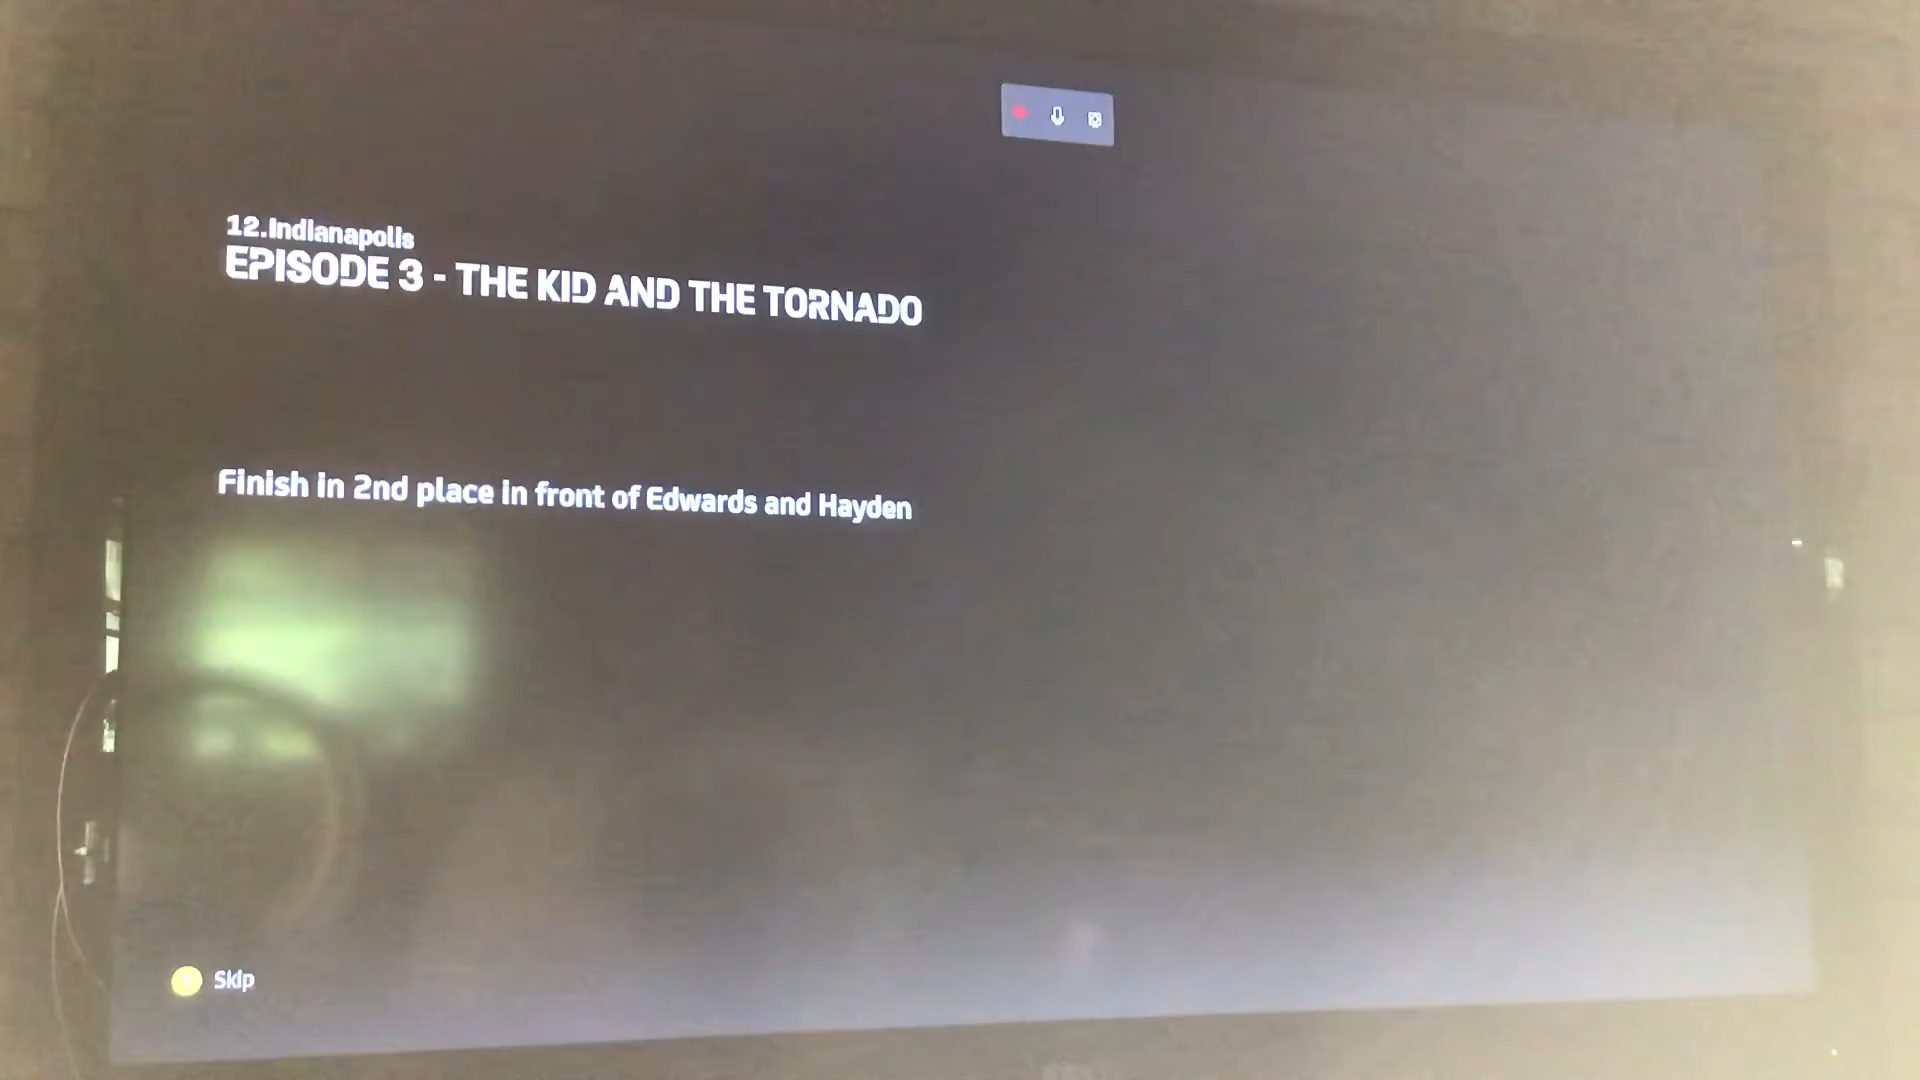 12.Indianapolis
EPISODE 3 - THE KID AND THE TORNADO
Finish in 2nd place in front of Edwards and Hayden
Skip